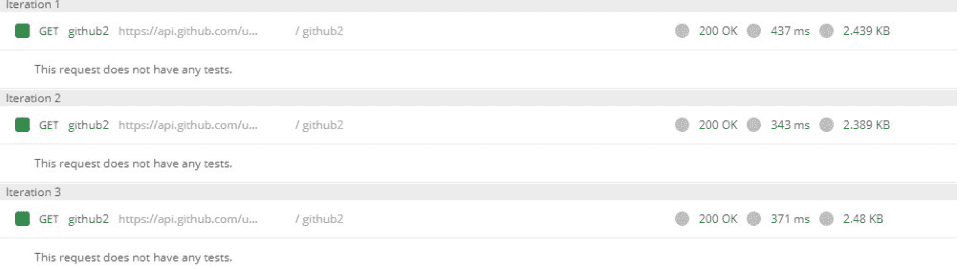 Iteration 1
GET github2 https://api.github.com/u... / github2 200 OK 437 ms 2.439 KB
This request does not have any tests.
Iteration 2
GET github2 https://api.github.com/u... / github2 200 OK 343 ms 2.389 KB
This request does not have any tests.
Iteration 3
GET github2 https://api.github.com/u... / github2 200 OK 371 ms 2.48 KB
This request does not have any tests.